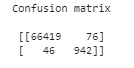 Confusion matrix
[[66419 76]
[ 46 942]]